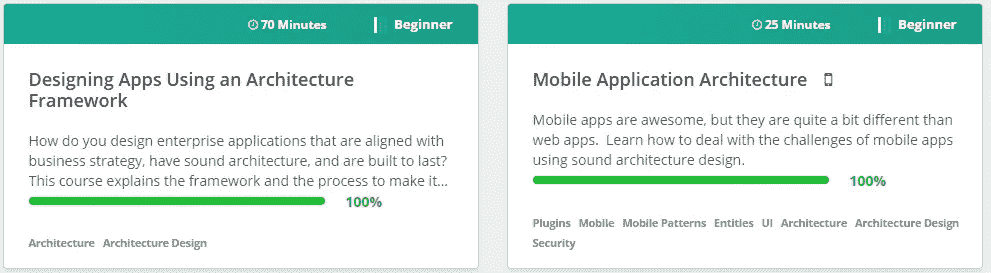 70 Minutes Beginner
Designing Apps Using an Architecture
Framework
How do you design enterprise applications that are aligned with
business strategy, have sound architecture, and are built to last?
This course explains the framework and the process to make it...
100%
Architecture Architecture Design
25 Minutes Beginner
Mobile Application Architecture
Mobile apps are awesome, but they are quite a bit different than
web apps. Learn how to deal with the challenges of mobile apps
using sound architecture design.
100%
Plugins Mobile Mobile Patterns Entitles UI Architecture Architecture Design
Security